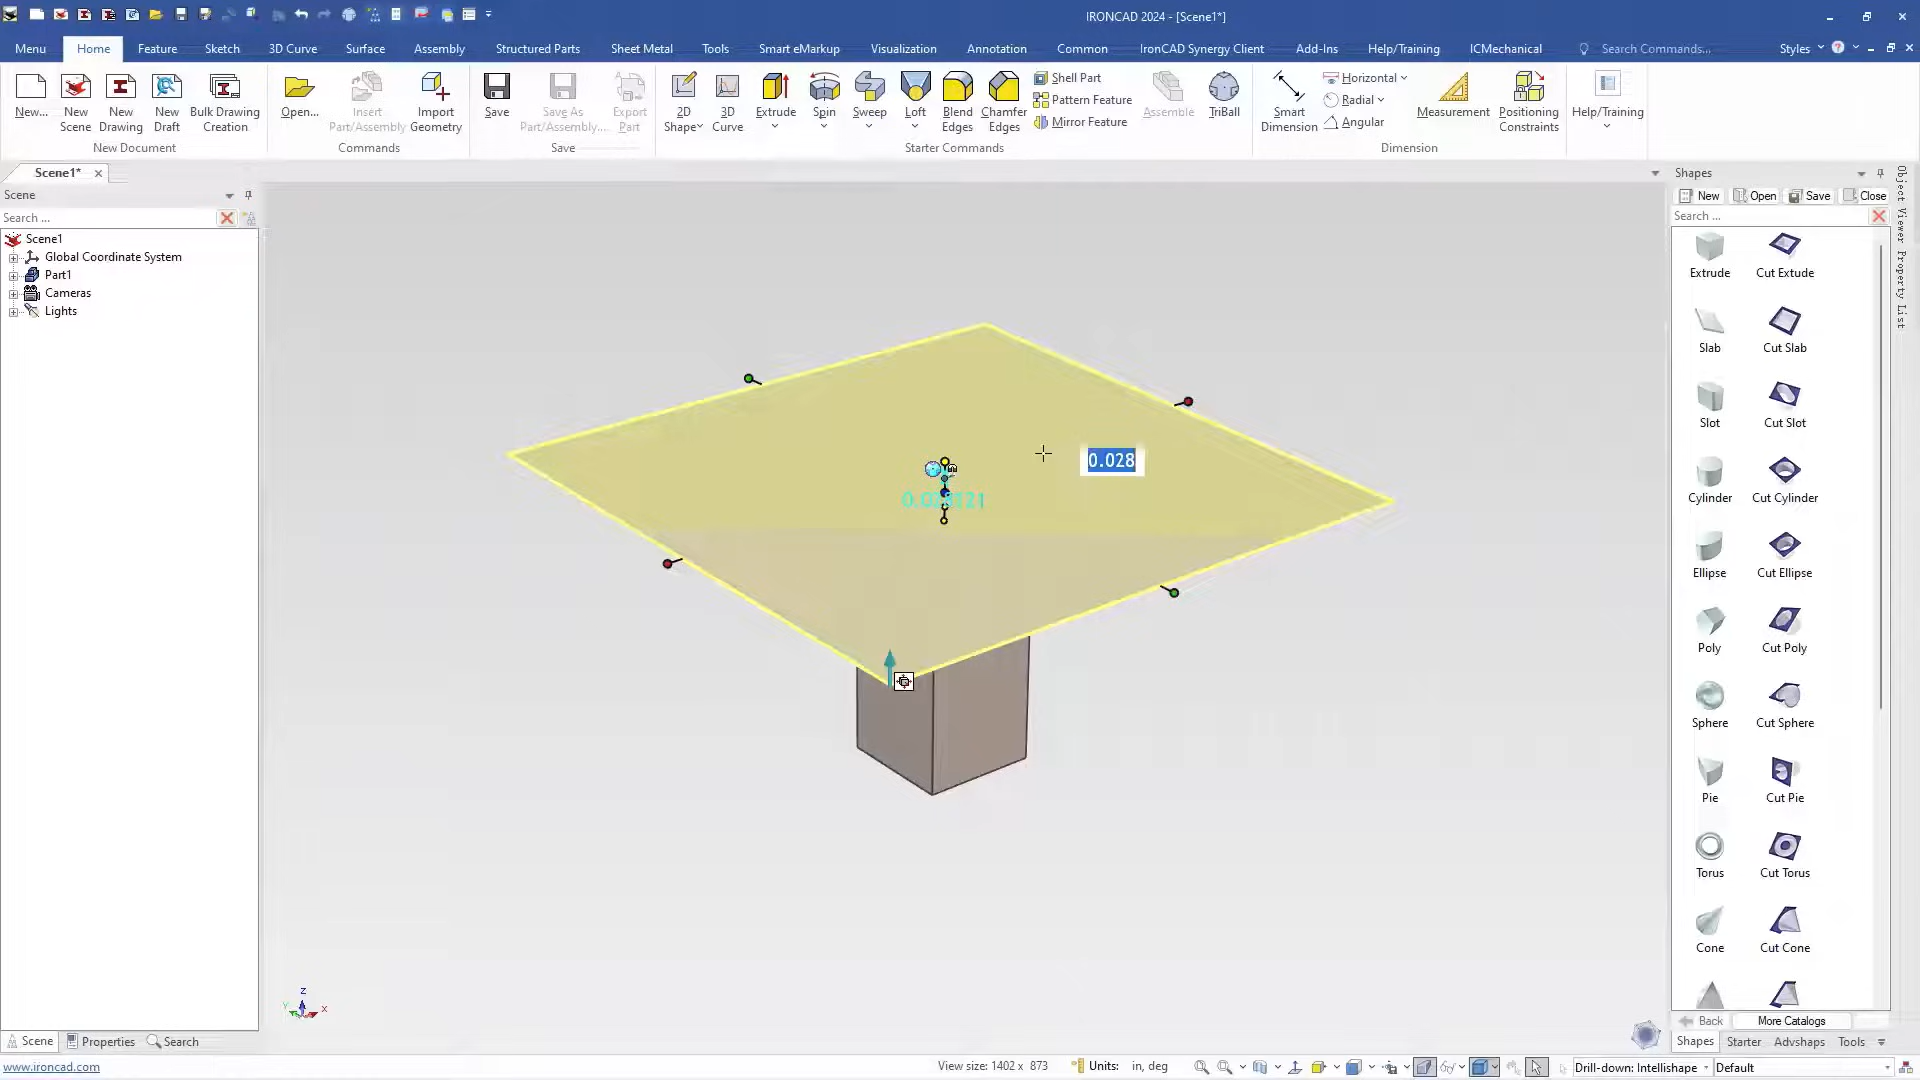 IRONCAD 2024 - [Scene1*]
Menu Home Feature Sketch 3D Curve Surface Assembly Structured Parts Sheet Metal Tools Smart eMarkup Visualization Annotation Common IronCAD Synergy Client Add-Ins Help/Training ICMechanical Search Commands... Styles
New... New Scene New Drawing New Draft Bulk Drawing Creation
New Document
Open... Insert Part/Assembly Import Geometry
Commands
Save Save As Part/Assembly.... Export Part
Save
2D Shape 3D Curve Extrude Spin Sweep Loft Blend Edges Chamfer Edges
Shell Part
Pattern Feature
Mirror Feature
Assemble TriBall
Starter Commands
Smart Dimension
Horizontal
Radial
Angular
Measurement Positioning Constraints
Dimension
Help/Training
Scene1*
Scene
Search ...
Scene1
Global Coordinate System
Part1
Cameras
Lights
0.028
Z
Y
X
Shapes
New Open Save Close
Search ...
Extrude Cut Extude
Slab Cut Slab
Slot Cut Slot
Cylinder Cut Cylinder
Ellipse Cut Ellipse
Poly Cut Poly
Sphere Cut Sphere
Pie Cut Pie
Torus Cut Torus
Cone Cut Cone
Back More Catalogs
Shapes Starter Advshaps Tools
Object Viewer Property List
Scene Properties Search
www.ironcad.com
View size: 1402 x 873
Units: in, deg
Drill-down: Intellishape
Default